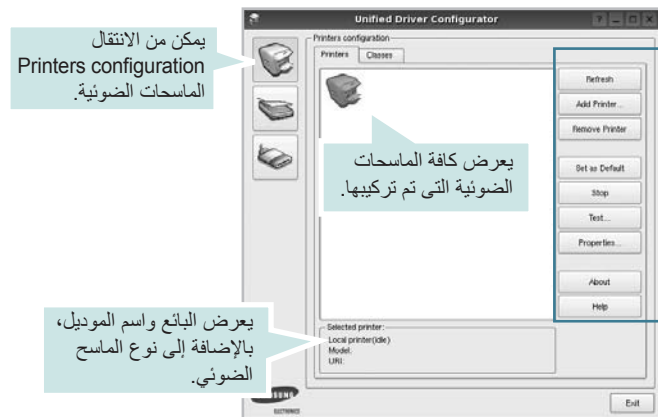 Unified Driver Configurator
يمكن من الانتقال
Printers configuration
الماسحات الضوئية.
Printers configuration
Printers
Classes
Refresh
Add Printer...
Remove Printer
Set as Default
Stop
Test...
Properties...
About
Help
يعرض كافة الماسحات
الضوئية التى تم تركيبها.
يعرض البائع واسم الموديل،
بالإضافة إلى نوع الماسح
الضوئي.
Selected printer:
Local printer(idle)
Model:
URI:
ELECTRONICS
Exit